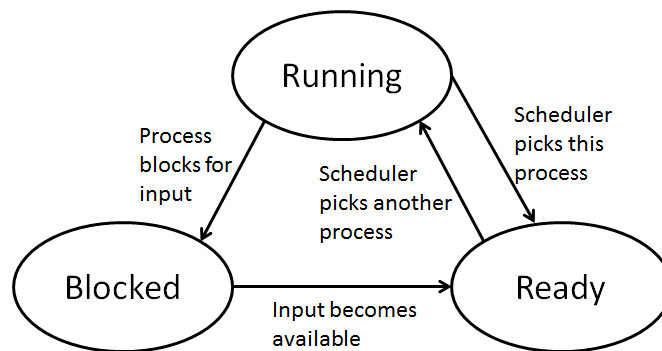 Running
Process
blocks for
input
Scheduler
picks another
process
Scheduler
picks this
process
Blocked
Input becomes
available
Ready